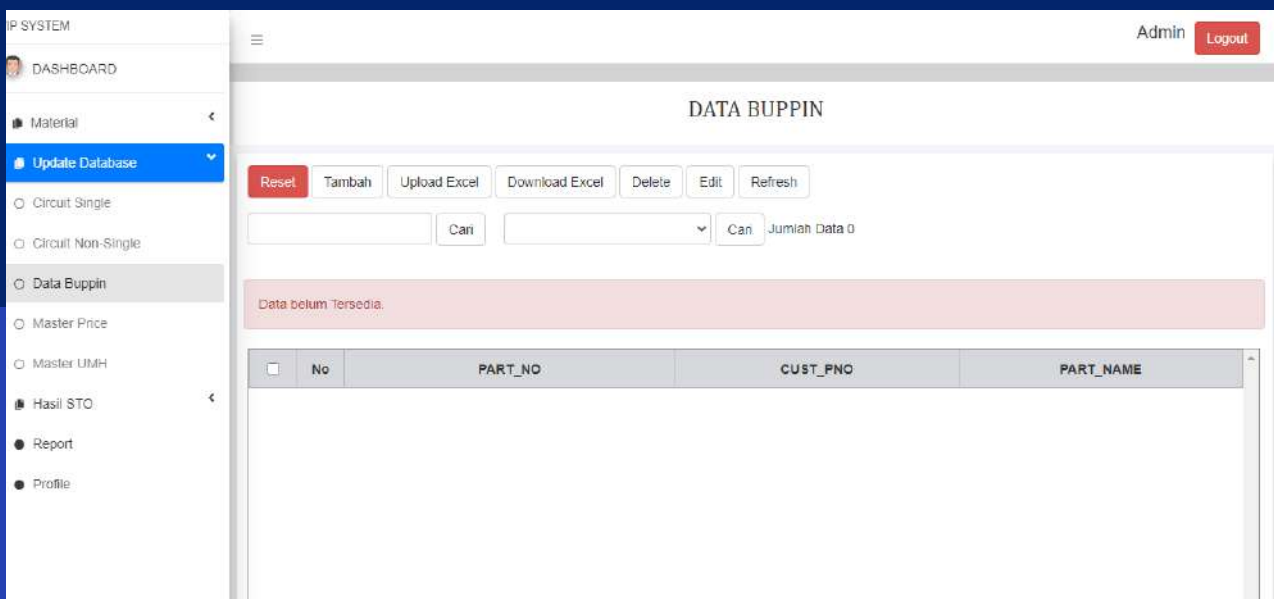 IP SYSTEM
Admin
Logout
DASHBOARD
DATA BUPPIN
Material
Update Database
Reset Tambah Upload Excel Download Excel Delete Edit Refresh
Circuit Single
Cari Cari Jumlah Data 0
Circuit Non-Single
Data Buppin
Data belum Tersedia.
Master Price
Master UMH
No PART_NO CUST_PNO PART_NAME
Hasil STO
Report
Profile